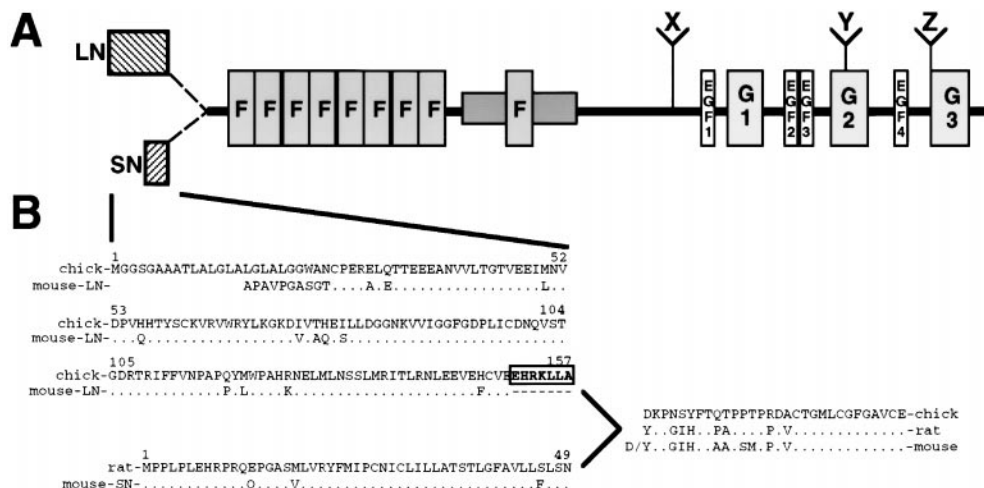 A
LN
SN
F F F F F F F F
F
X
Y
Z
EGF1
G1
EGF2
EGF3
G2
EGF4
G3
B
1 52
chick-MGGSGAAATLALGLALGLALGGWANCPERELQTTEEEANVVLTGTVEEIMNV
mouse-LN- APAVPGASGT....A.E.................L..
53 104
chick-DPVHHTYSCKVRVWRYLKGKDIVTHEILLDGGNKVVIGGFGDPLICDNQVST
mouse-LN-...Q.................V.AQ.S.........................
105 157
chick-GDRTRIFFVNPAPQYMWPAHRNELMLNSSLMRITLRNLEEVEHCVEEHRKLLA
mouse-LN-.............P.L....K.....................F...-------
DKPNSYFTQTPPTPRDACTGMLCGFGAVCE-chick
Y..GIH..PA....P.V.............-rat
D/Y..GIH..AA.SM.P.V.............-mouse
1 49
rat-MPPLPLEHRPRQEPGASMLVRYFMIPCNICLILLATSTLGFAVLLSLSN
mouse-SN-............Q....V...........................F...